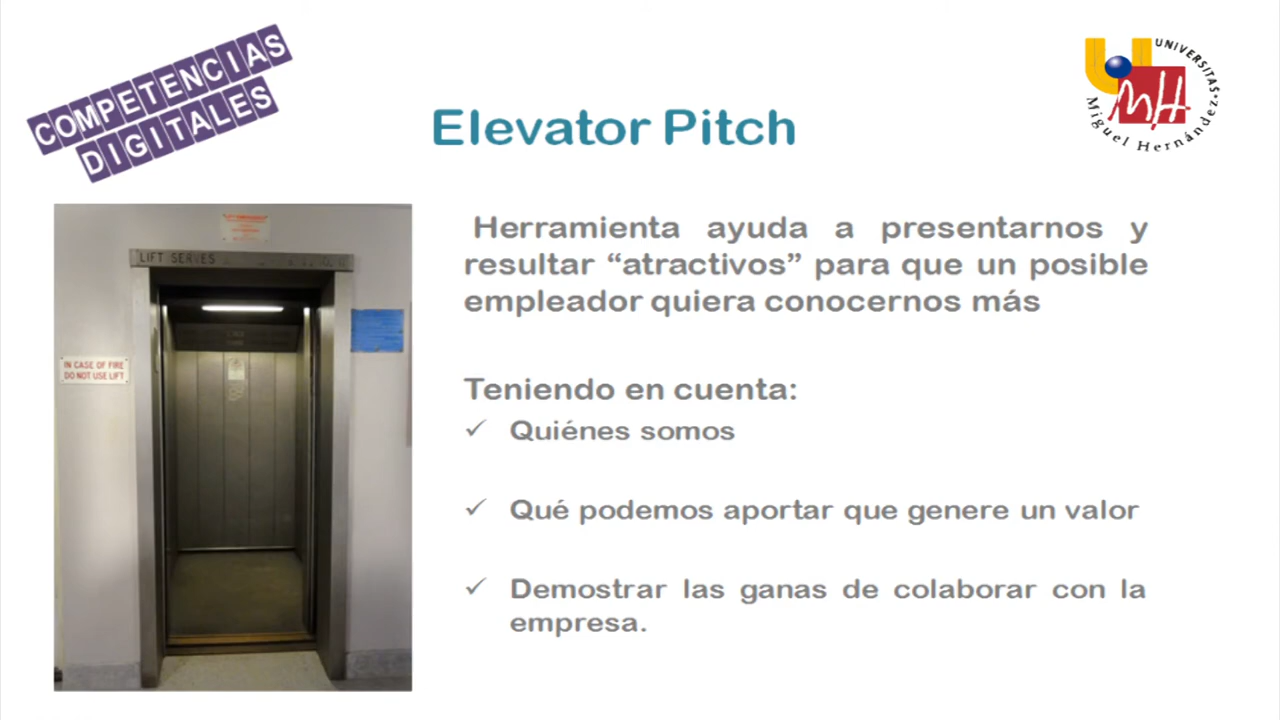 COMPETENCIAS
DIGITALES
UNIVERSITAS
Miguel Hernández
UMH
Elevator Pitch
LIFT SERVES
IN CASE OF FIRE
DO NOT USE LIFT
Herramienta ayuda a presentarnos y
resultar “atractivos” para que un posible
empleador quiera conocernos más
Teniendo en cuenta:
✓ Quiénes somos
✓ Qué podemos aportar que genere un valor
✓ Demostrar las ganas de colaborar con la
empresa.